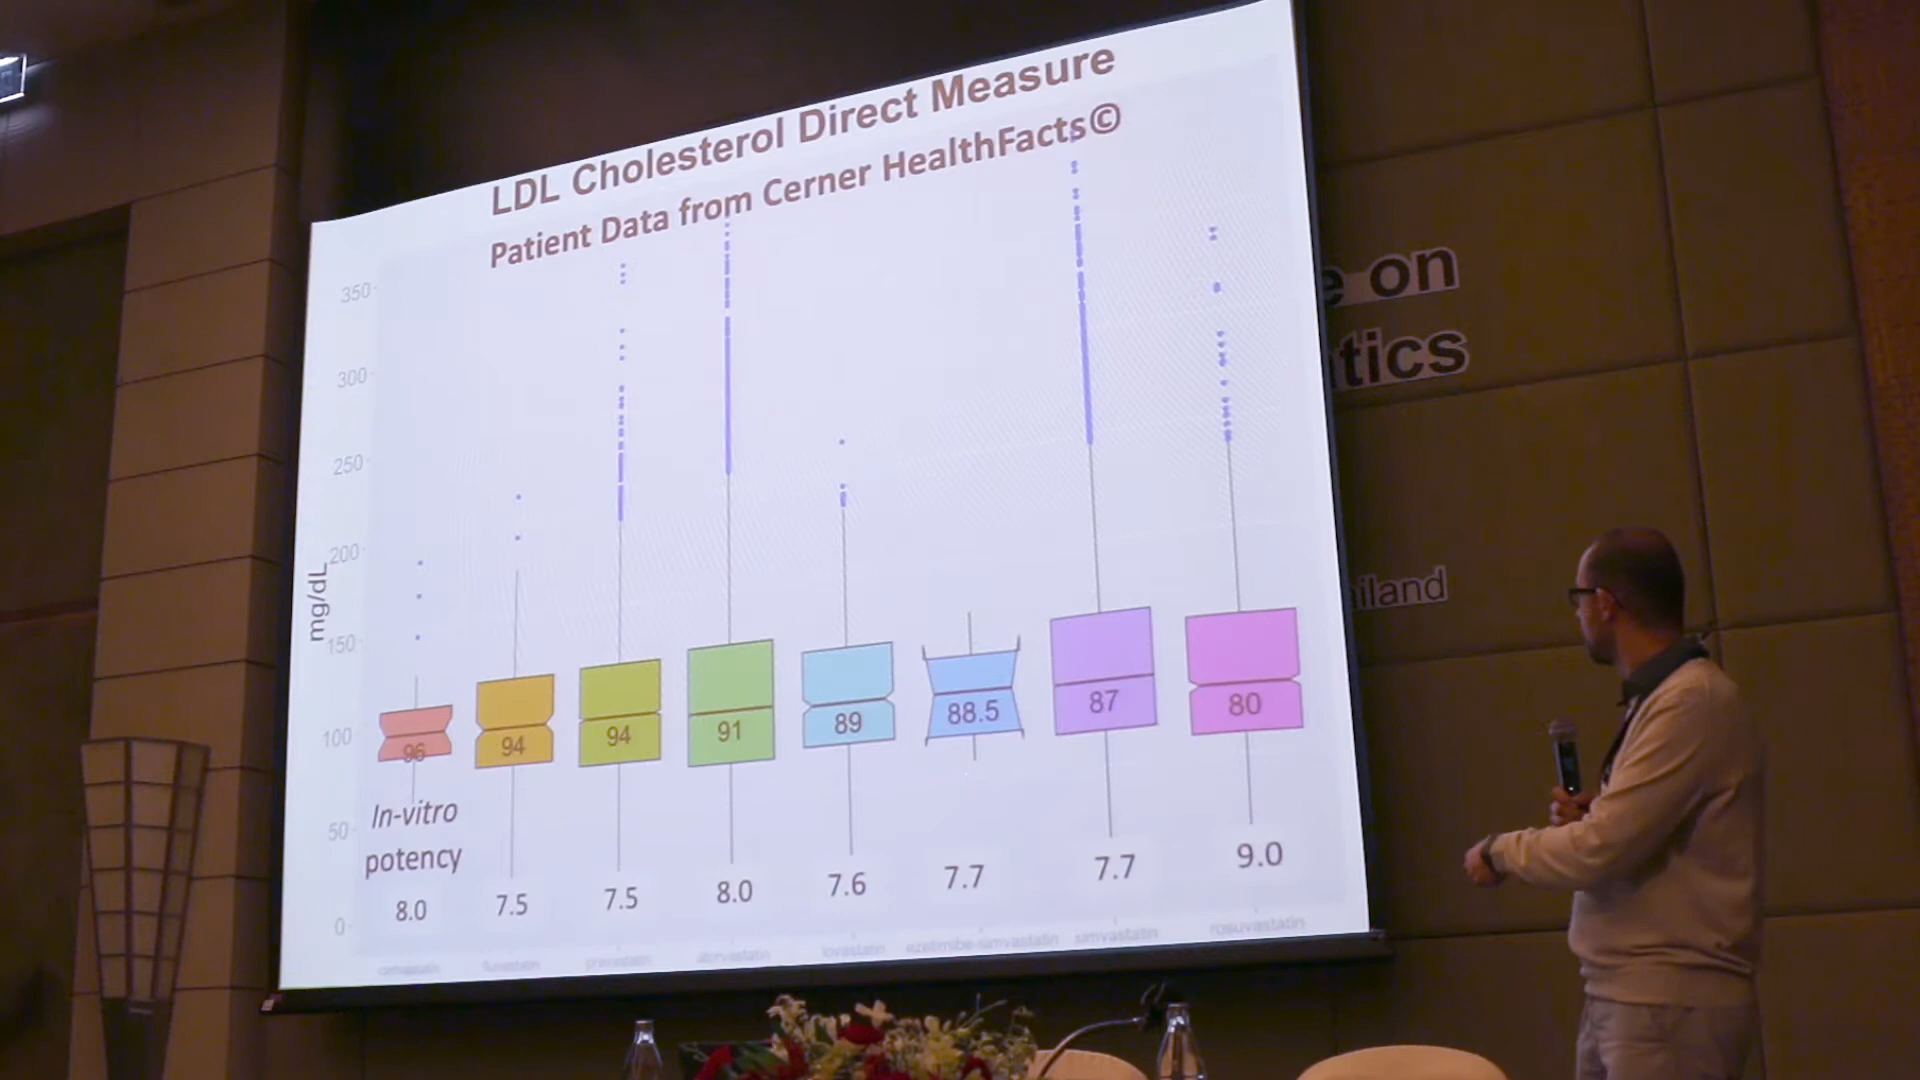 LDL Cholesterol Direct Measure
Patient Data from Cerner HealthFacts©
350
300
250
200
150
100
50
0
mg/dL
96
94
94
91
89
88.5
87
80
In-vitro
potency
8.0
7.5
7.5
8.0
7.6
7.7
7.7
9.0
fluvastatin
pravastatin
atorvastatin
lovastatin
ezetimibe-simvastatin
simvastatin
rosuvastatin
e on
tics
iland